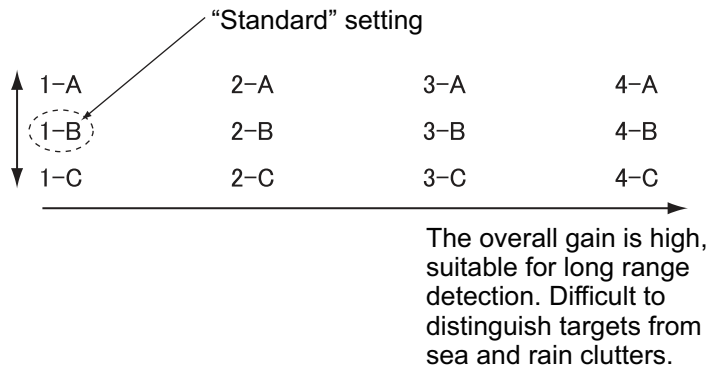 “Standard” setting
1-A 2-A 3-A 4-A
1-B 2-B 3-B 4-B
1-C 2-C 3-C 4-C
The overall gain is high,
suitable for long range
detection. Difficult to
distinguish targets from
sea and rain clutters.